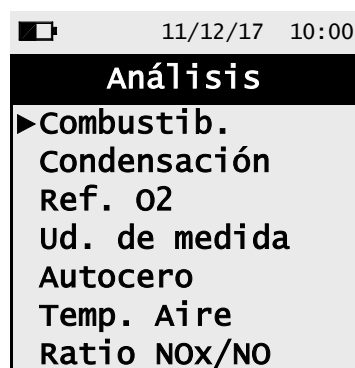 11/12/17 10:00
Análisis
Combustib.
Condensación
Ref. O2
Ud. de medida
Autocero
Temp. Aire
Ratio NOx/NO